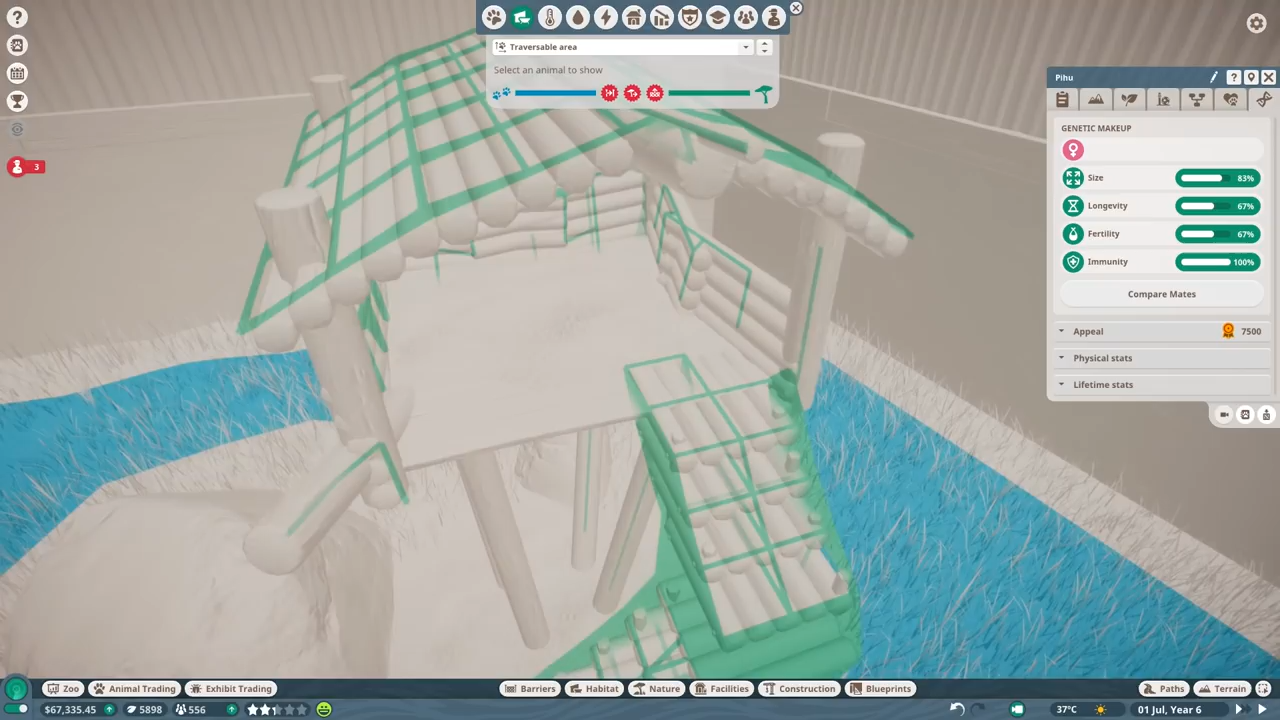 Traversable area
Select an animal to show
3
Pihu
GENETIC MAKEUP
Size 83%
Longevity 67%
Fertility 67%
Immunity 100%
Compare Mates
Appeal 7500
Physical stats
Lifetime stats
Zoo Animal Trading Exhibit Trading Barriers Habitat Nature Facilities Construction Blueprints Paths Terrain
$67,335.45 5898 556 37°C 01 Jul, Year 6